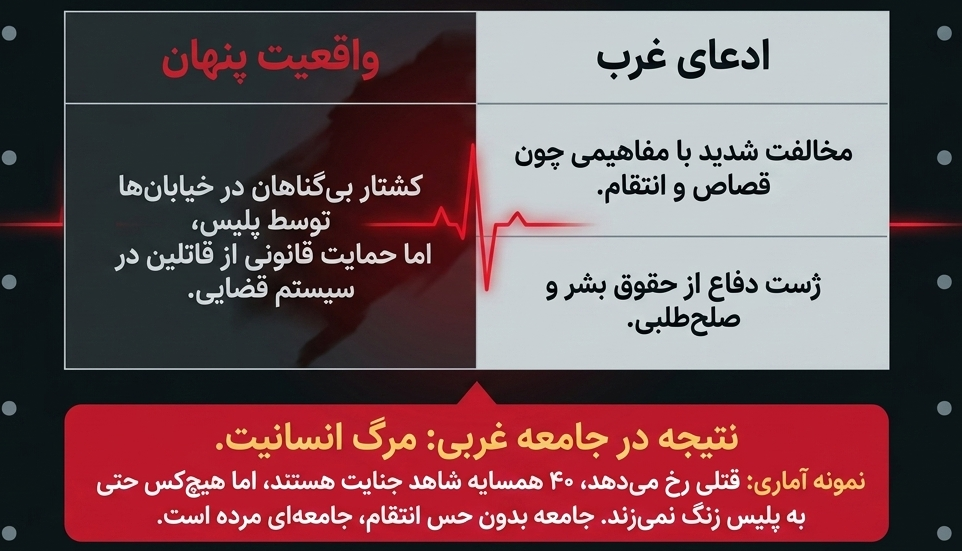 ادعای غرب
واقعیت پنهان
مخالفت شدید با مفاهیمی چون
قصاص و انتقام.
ژست دفاع از حقوق بشر و
صلح‌طلبی.
کشتار بی‌گناهان در خیابان‌ها
توسط پلیس،
اما حمایت قانونی از قاتلین در
سیستم قضایی.
نتیجه در جامعه غربی: مرگ انسانیت.
نمونه آماری: قتلی رخ می‌دهد، ۴۰ همسایه شاهد جنایت هستند، اما هیچ‌کس حتی
به پلیس زنگ نمی‌زند. جامعه بدون حس انتقام، جامعه‌ای مرده است.